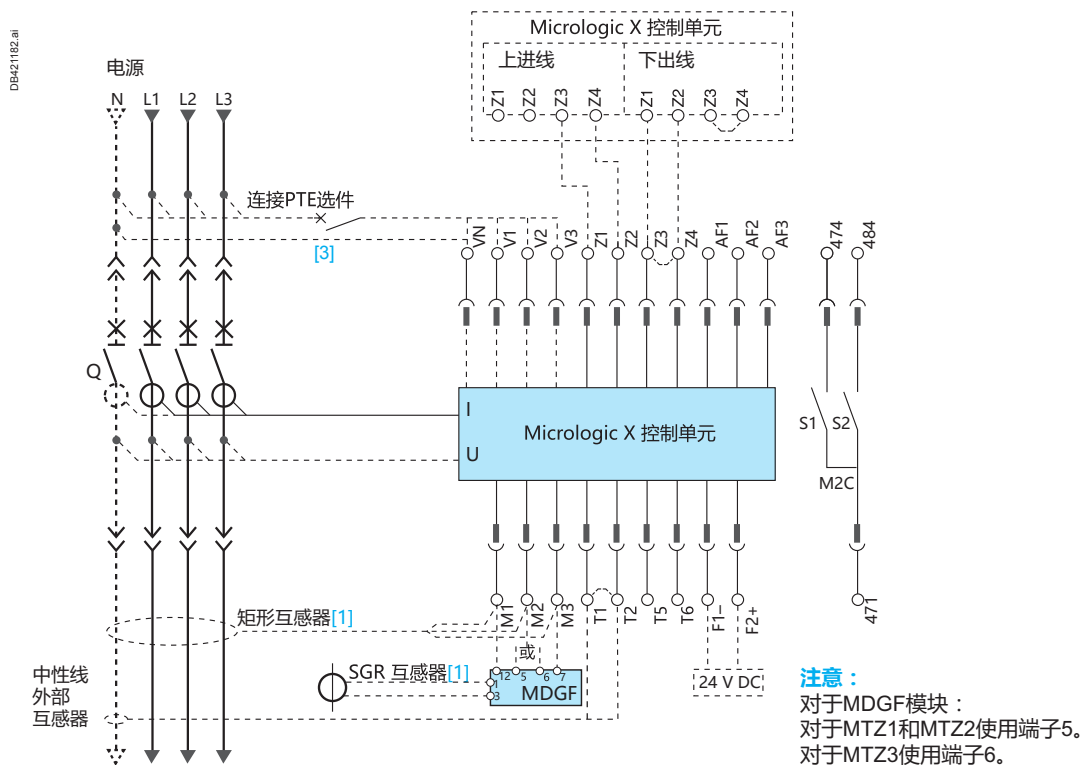 DB421182.ai
Micrologic X 控制单元
上进线 下出线
Z1 Z2 Z3 Z4 Z1 Z2 Z3 Z4
电源
N L1 L2 L3
连接PTE选件
[3]
VN V1 V2 V3 Z1 Z2 Z3 Z4 AF1 AF2 AF3 474 484
Q
I
U
Micrologic X 控制单元
S1 S2
M2C
M1 M2 M3 T1 T2 T5 T6 F1− F2+ 471
矩形互感器[1]
或
SGR 互感器[1]
12 5 6 7
1
3
MDGF
24 V DC
中性线
外部
互感器
注意：
对于MDGF模块：
对于MTZ1和MTZ2使用端子5。
对于MTZ3使用端子6。